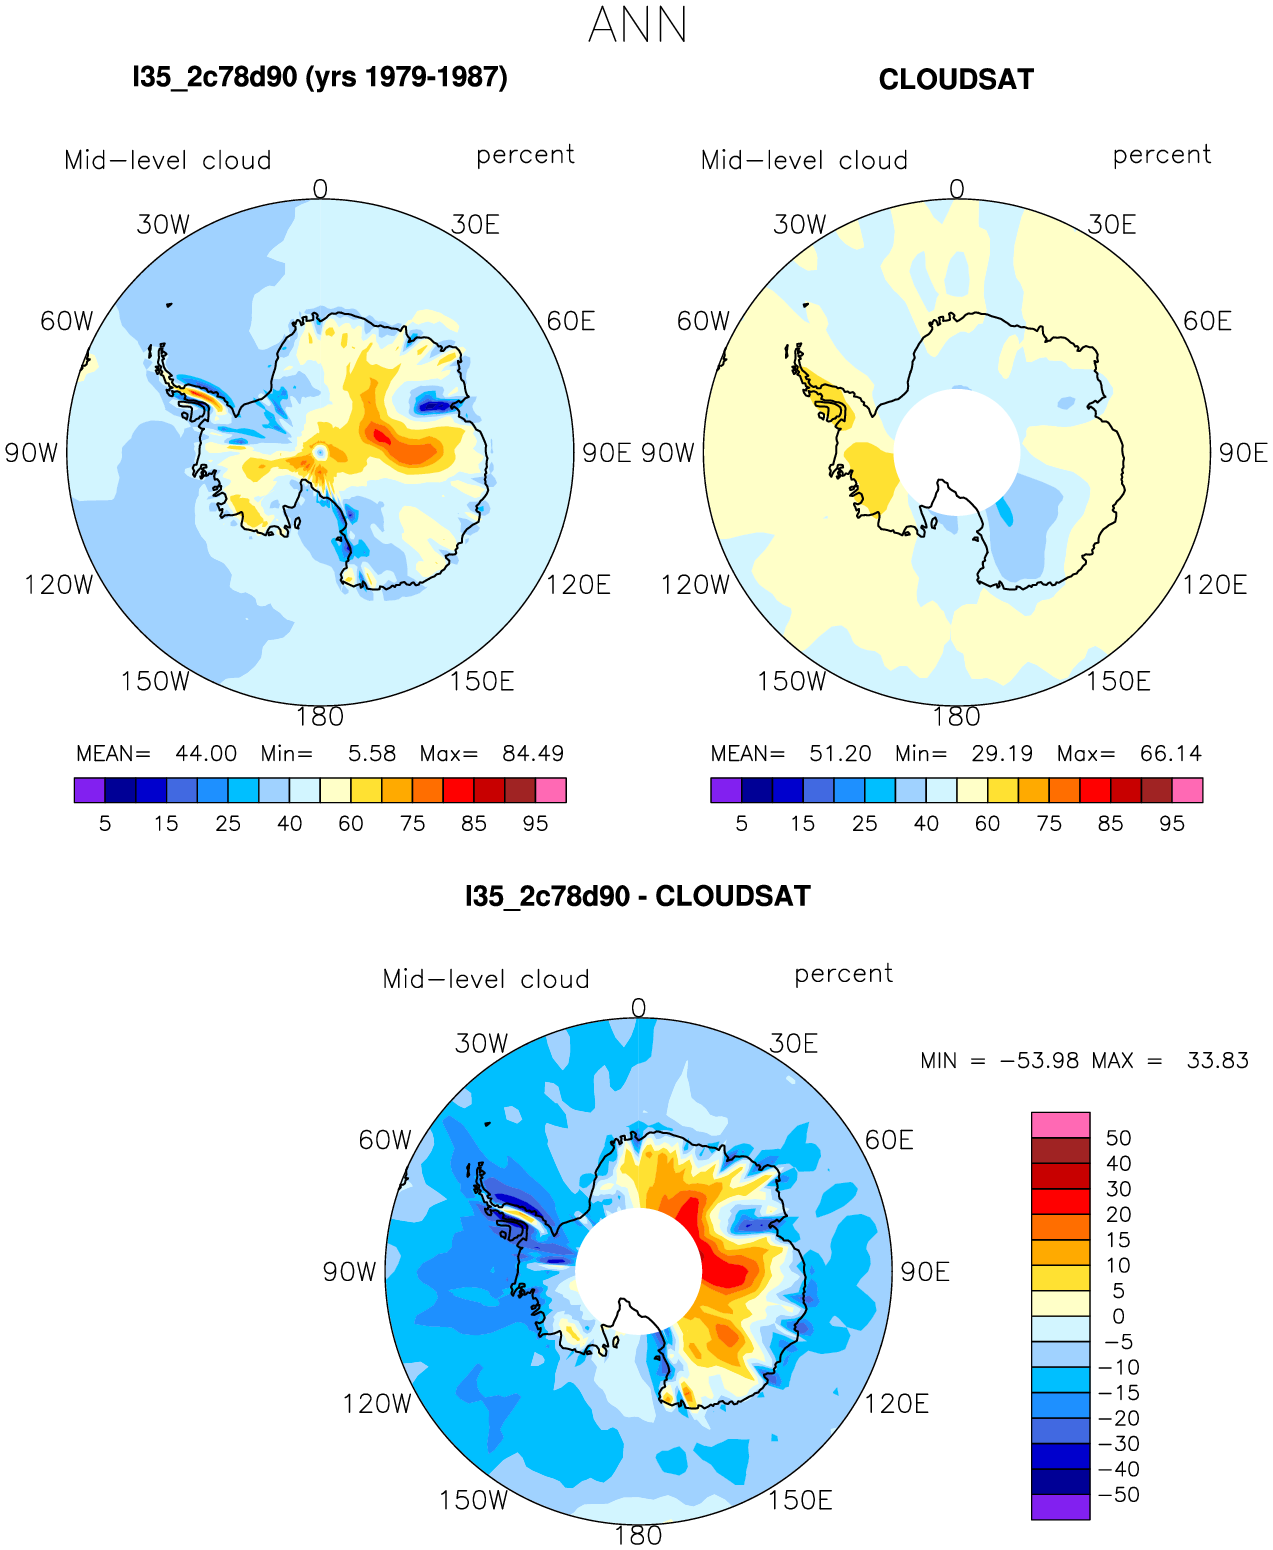 ANN
I35_2c78d90 (yrs 1979-1987)
CLOUDSAT
Mid-level cloud percent
Mid-level cloud percent
0
30W 30E
60W 60E
90W 90E
120W 120E
150W 150E
180
0
30W 30E
60W 60E
90W 90E
120W 120E
150W 150E
180
MEAN= 44.00 Min= 5.58 Max= 84.49
5 15 25 40 60 75 85 95
MEAN= 51.20 Min= 29.19 Max= 66.14
5 15 25 40 60 75 85 95
I35_2c78d90 - CLOUDSAT
Mid-level cloud percent
0
30W 30E
60W 60E
90W 90E
120W 120E
150W 150E
180
MIN = -53.98 MAX = 33.83
50
40
30
20
15
10
5
0
-5
-10
-15
-20
-30
-40
-50